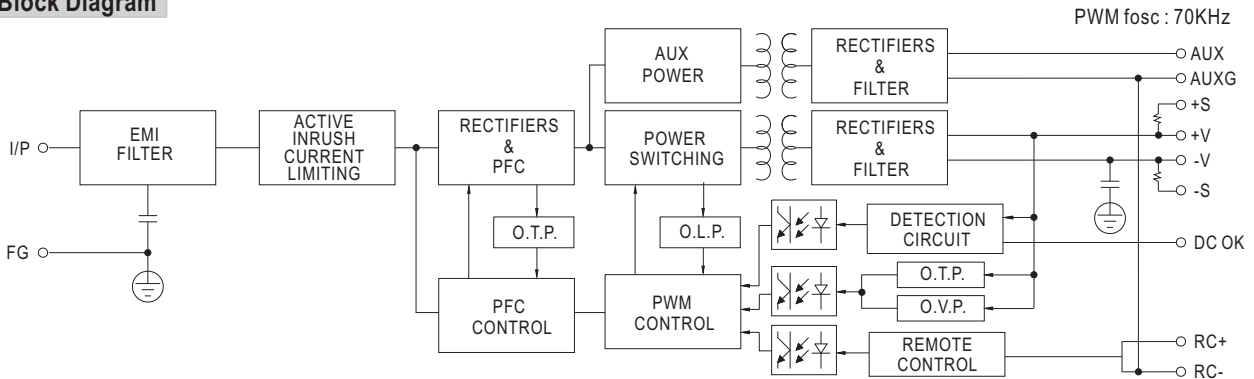 Block Diagram
PWM fosc : 70KHz
I/P
FG
EMI
FILTER
ACTIVE
INRUSH
CURRENT
LIMITING
RECTIFIERS
&
PFC
O.T.P.
PFC
CONTROL
AUX
POWER
POWER
SWITCHING
O.L.P.
PWM
CONTROL
RECTIFIERS
&
FILTER
RECTIFIERS
&
FILTER
DETECTION
CIRCUIT
O.T.P.
O.V.P.
REMOTE
CONTROL
AUX
AUXG
+S
+V
-V
-S
DC OK
RC+
RC-